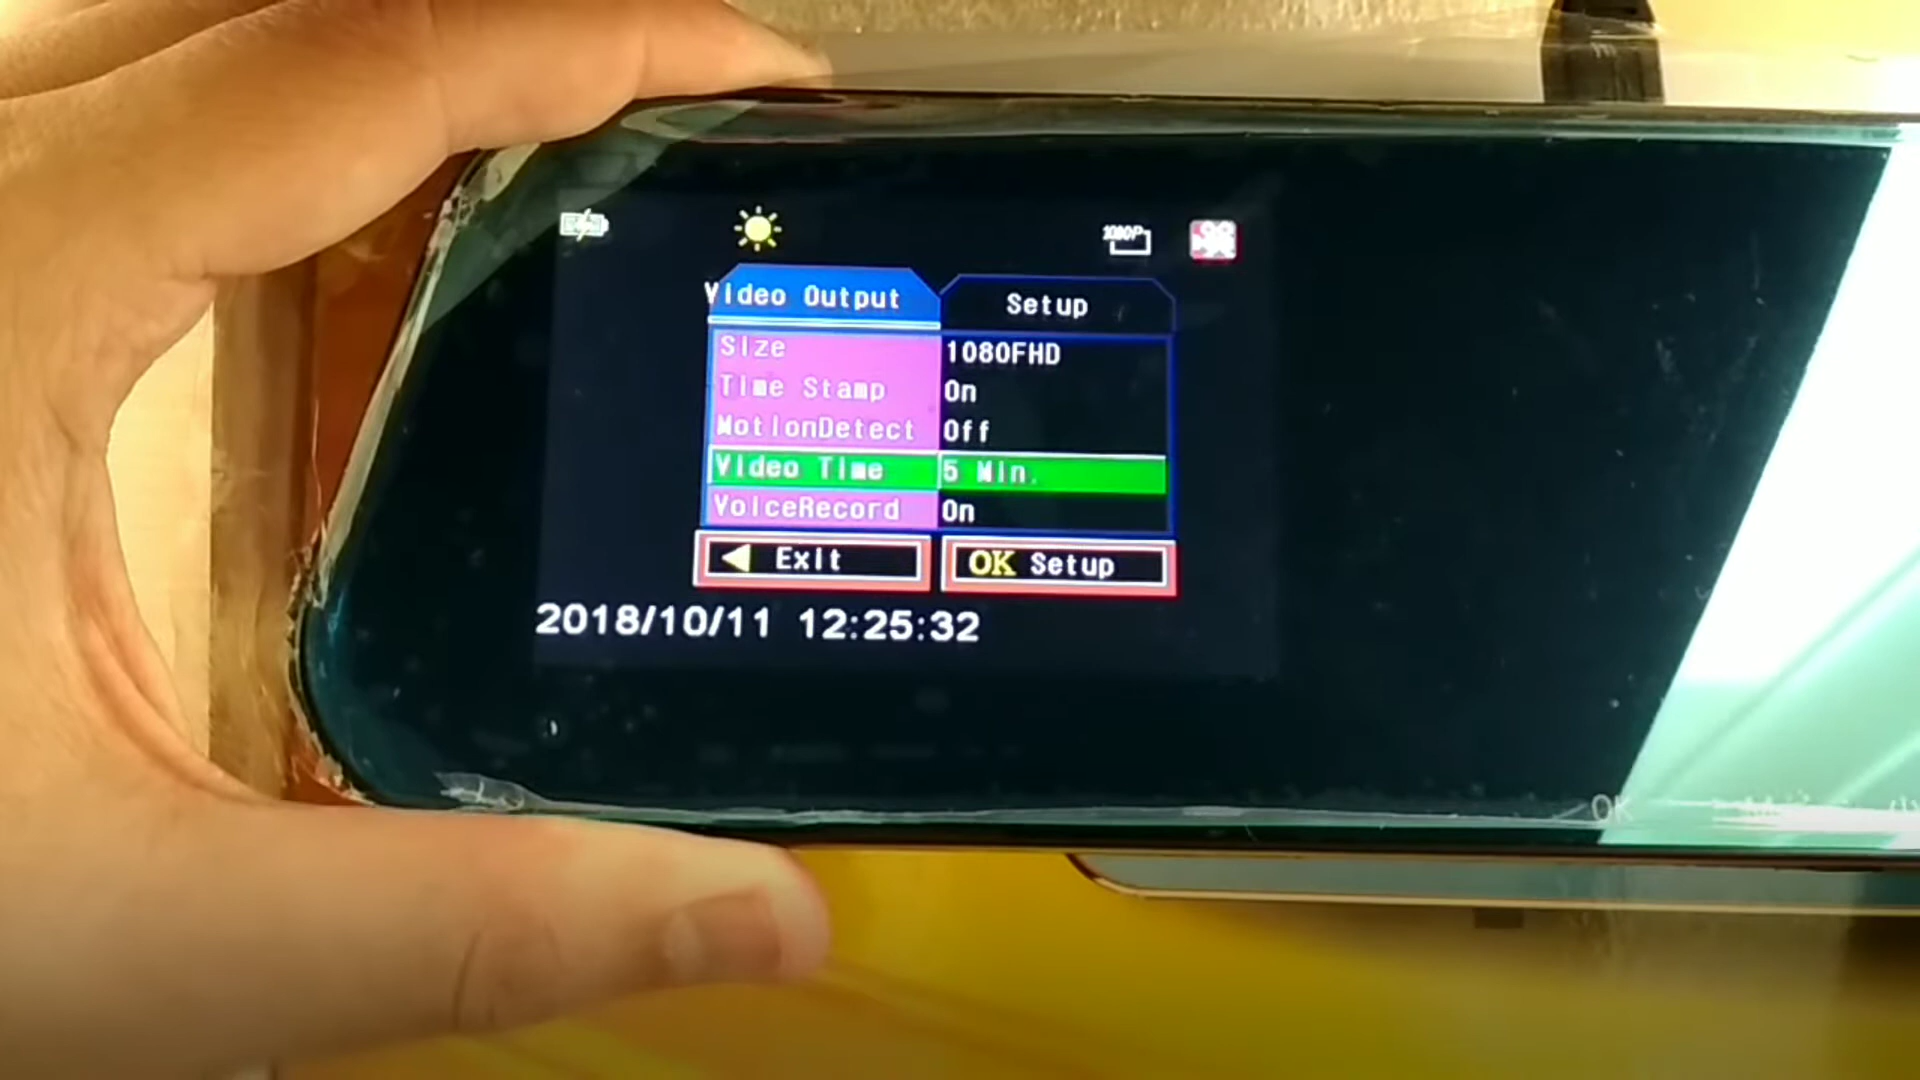 1080P
Video Output Setup
Size 1080FHD
Time Stamp On
MotionDetect Off
Video Time 5 Min.
VoiceRecord On
Exit OK Setup
2018/10/11 12:25:32
OK